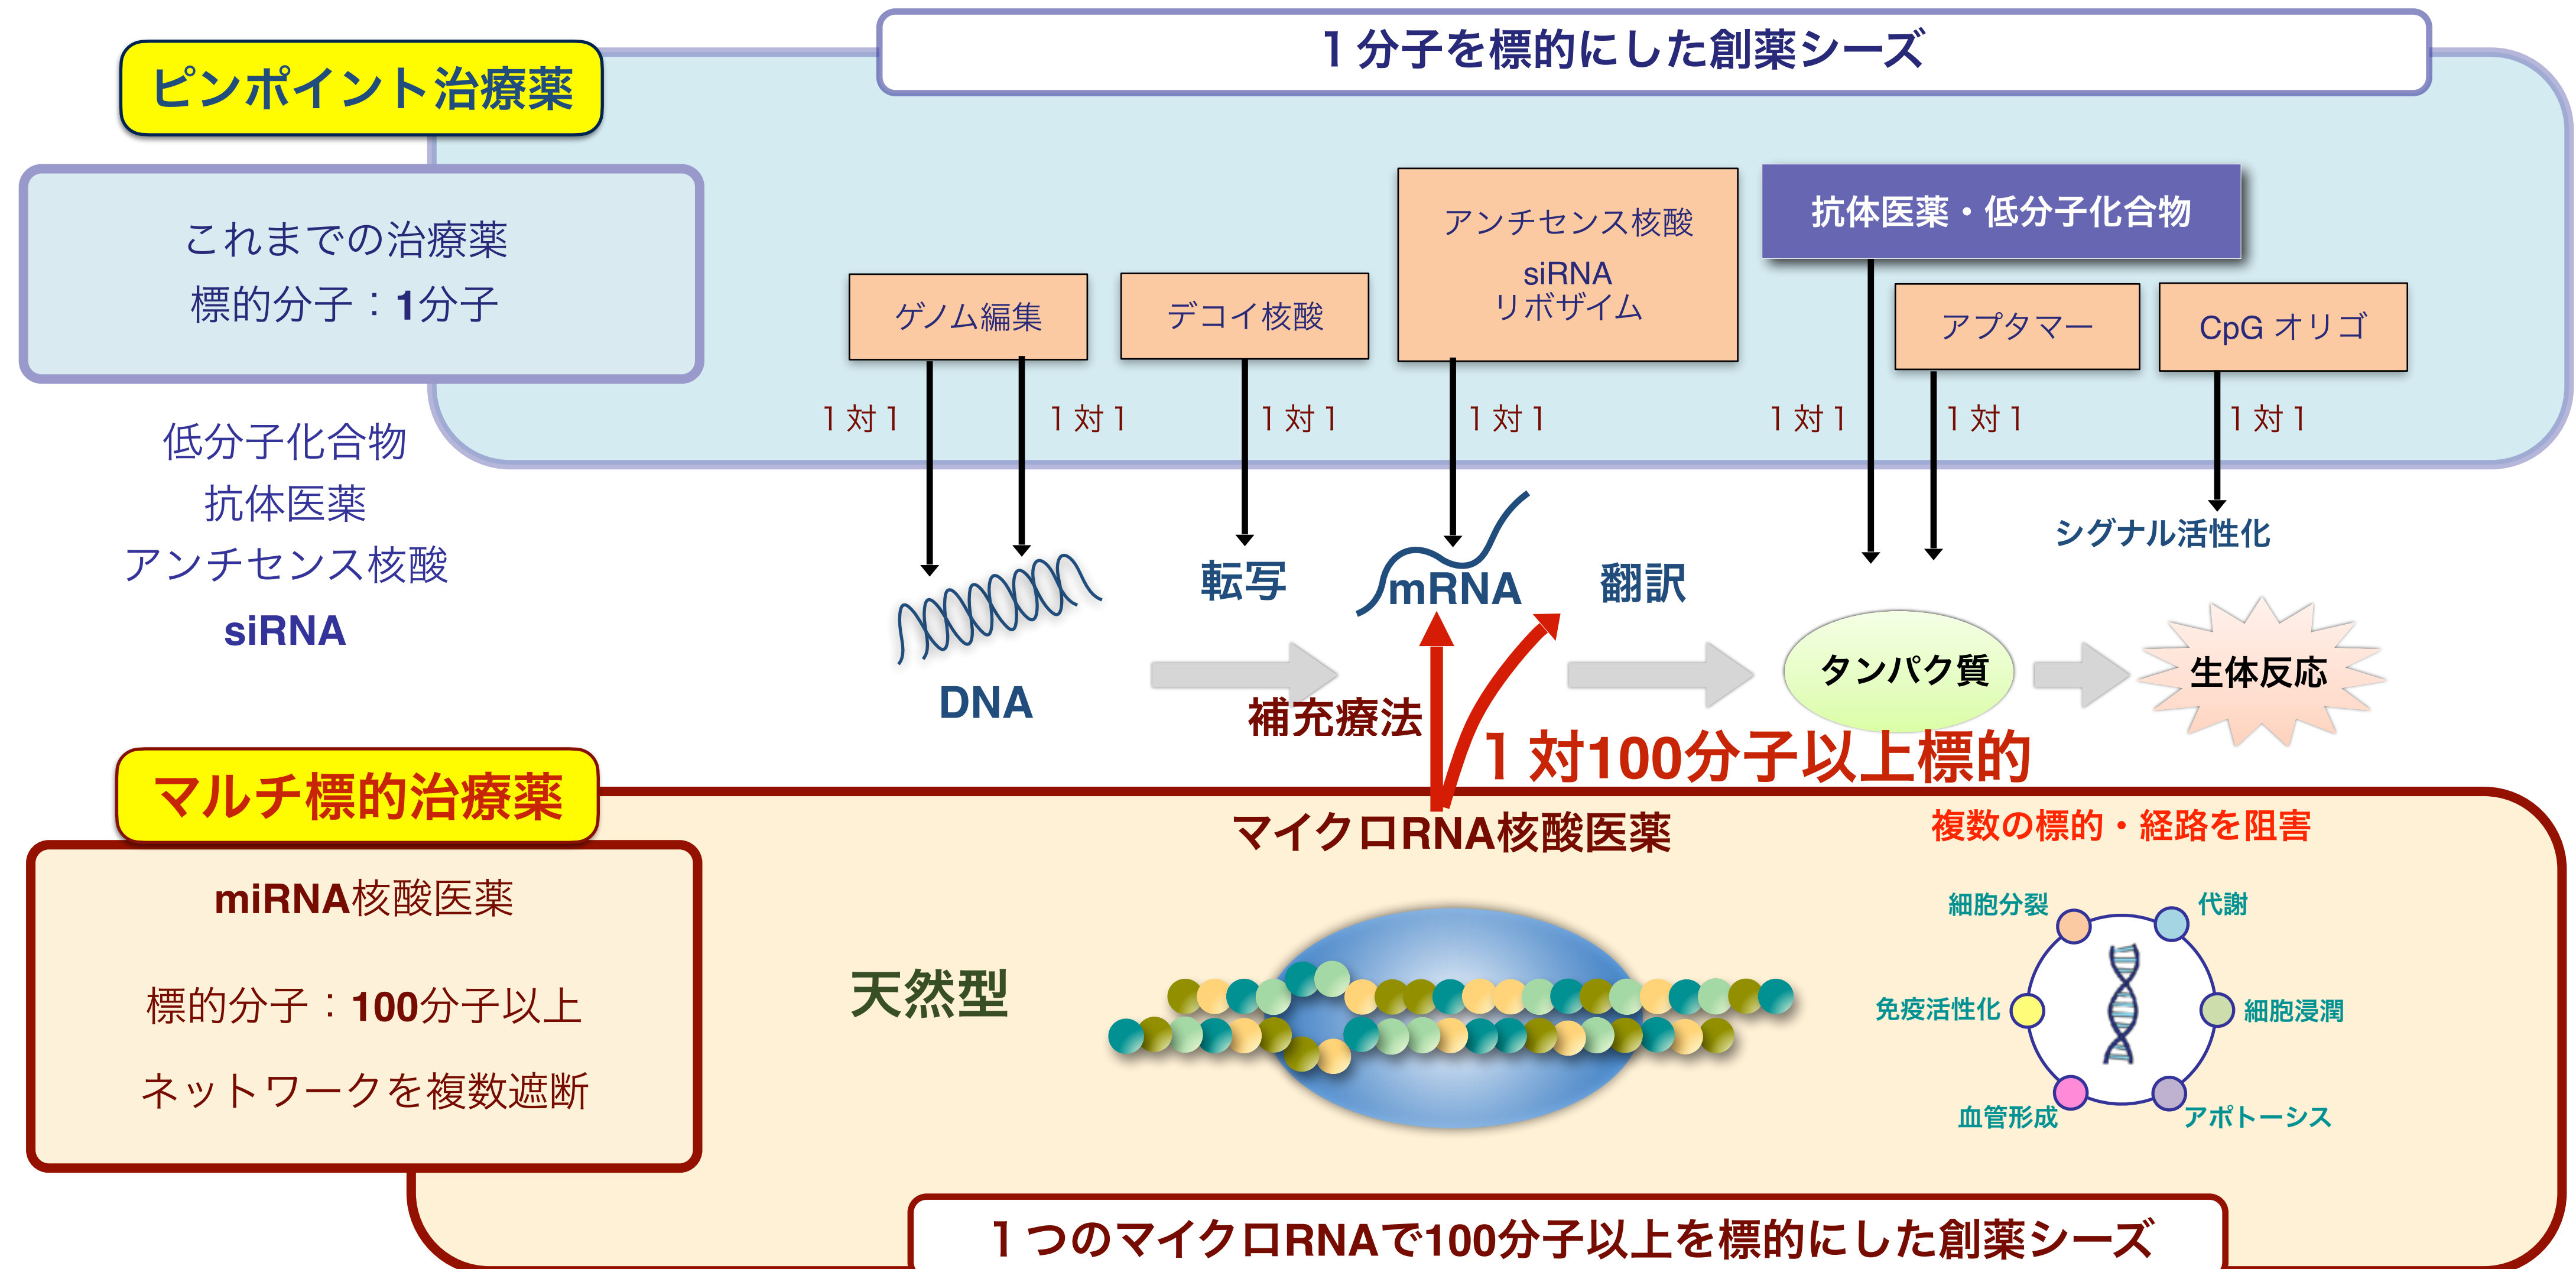 1分子を標的にした創薬シーズ
ピンポイント治療薬
これまでの治療薬
標的分子：1分子
低分子化合物
抗体医薬
アンチセンス核酸
siRNA
ゲノム編集
デコイ核酸
アンチセンス核酸
siRNA
リボザイム
抗体医薬・低分子化合物
アプタマー
CpG オリゴ
1 対 1
1 対 1
1 対 1
1 対 1
1 対 1
1 対 1
1 対 1
シグナル活性化
転写
mRNA
翻訳
DNA
タンパク質
生体反応
補充療法
1 対100分子以上標的
マルチ標的治療薬
miRNA核酸医薬
標的分子：100分子以上
ネットワークを複数遮断
マイクロRNA核酸医薬
複数の標的・経路を阻害
天然型
細胞分裂
代謝
免疫活性化
細胞浸潤
血管形成
アポトーシス
1 つのマイクロRNAで100分子以上を標的にした創薬シーズ